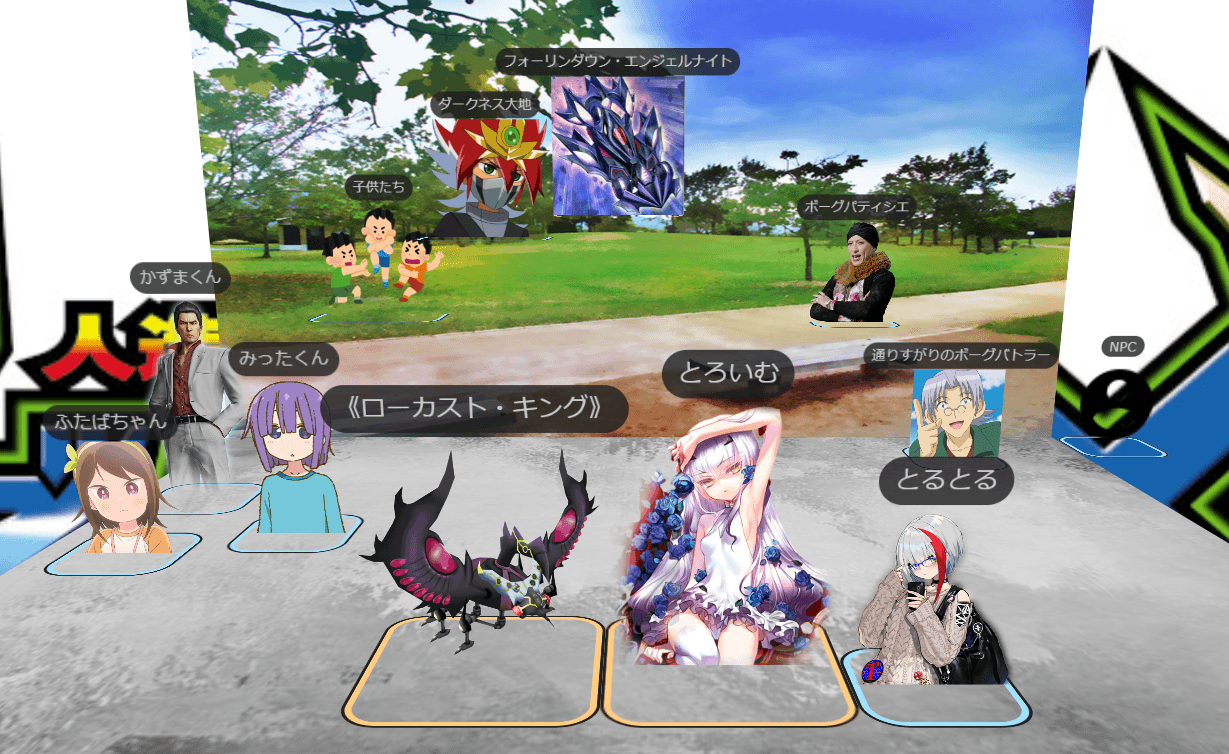 フォーリンダウン・エンジェルナイト
ダークネス大地
子供たち
ボーグパティシエ
かずまくん
みったくん
《ローカスト・キング》
とろいむ
通りすがりのボーグバトラー
NPC
ふたばちゃん
とるとる
人